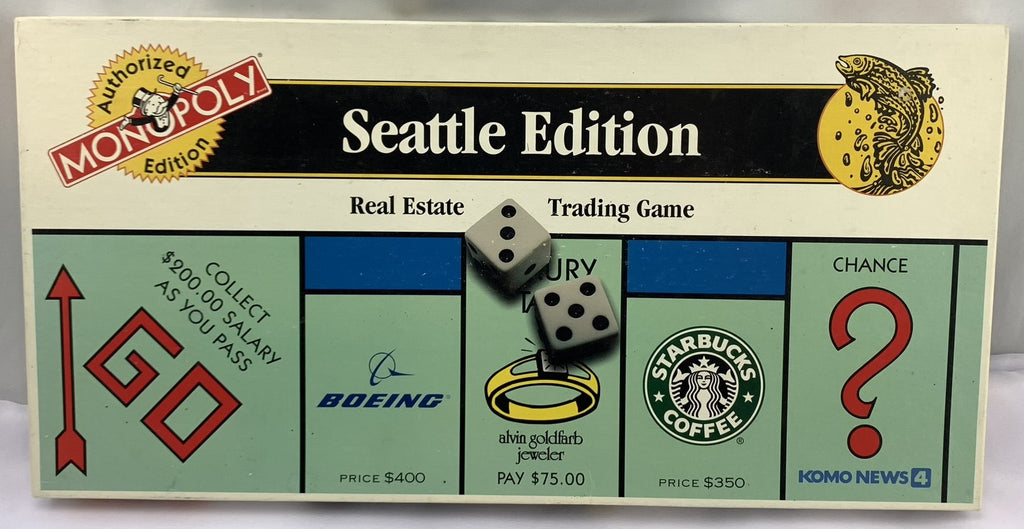 Authorized
MONOPOLY
Edition
Seattle Edition
Real Estate Trading Game
COLLECT
$200.00 SALARY
AS YOU PASS
GO
BOEING
PRICE $400
alvin goldfarb
jeweler
PAY $75.00
STARBUCKS
COFFEE
®
PRICE $350
CHANCE
?
KOMO NEWS 4